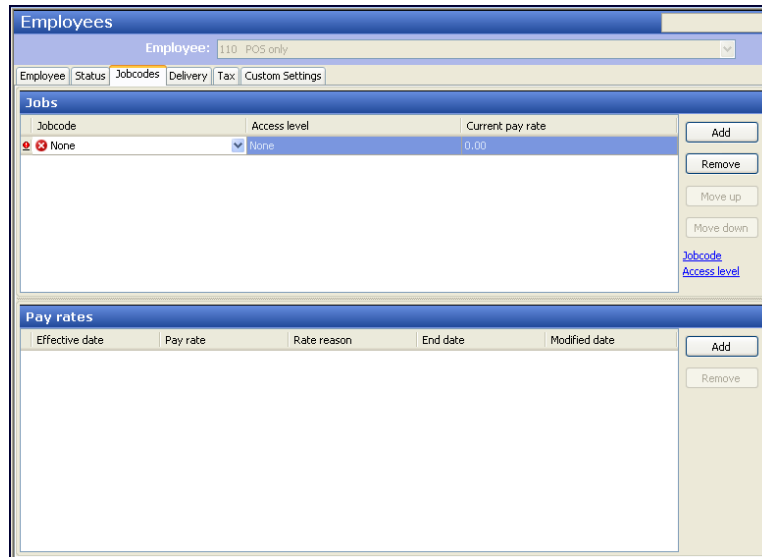 Employees
Employee: 110 POS only
Employee Status Jobcodes Delivery Tax Custom Settings
Jobs
Jobcode Access level Current pay rate
None None 0.00
Add
Remove
Move up
Move down
Jobcode
Access level
Pay rates
Effective date Pay rate Rate reason End date Modified date
Add
Remove